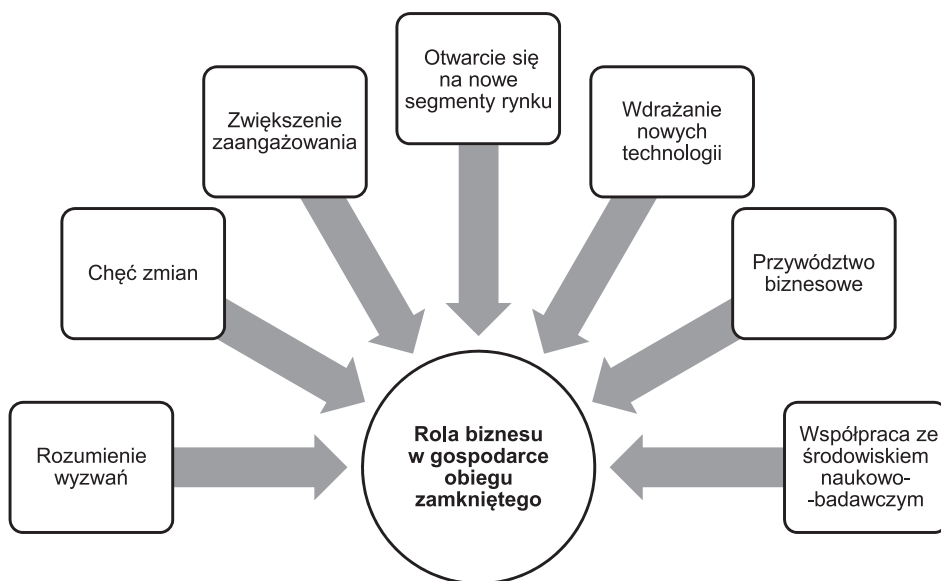 Otwarcie się
na nowe
segmenty rynku
Zwiększenie
zaangażowania
Wdrażanie
nowych
technologii
Chęć zmian
Przywództwo
biznesowe
Rozumienie
wyzwań
Rola biznesu
w gospodarce
obiegu
zamkniętego
Współpraca ze
środowiskiem
naukowo-
-badawczym